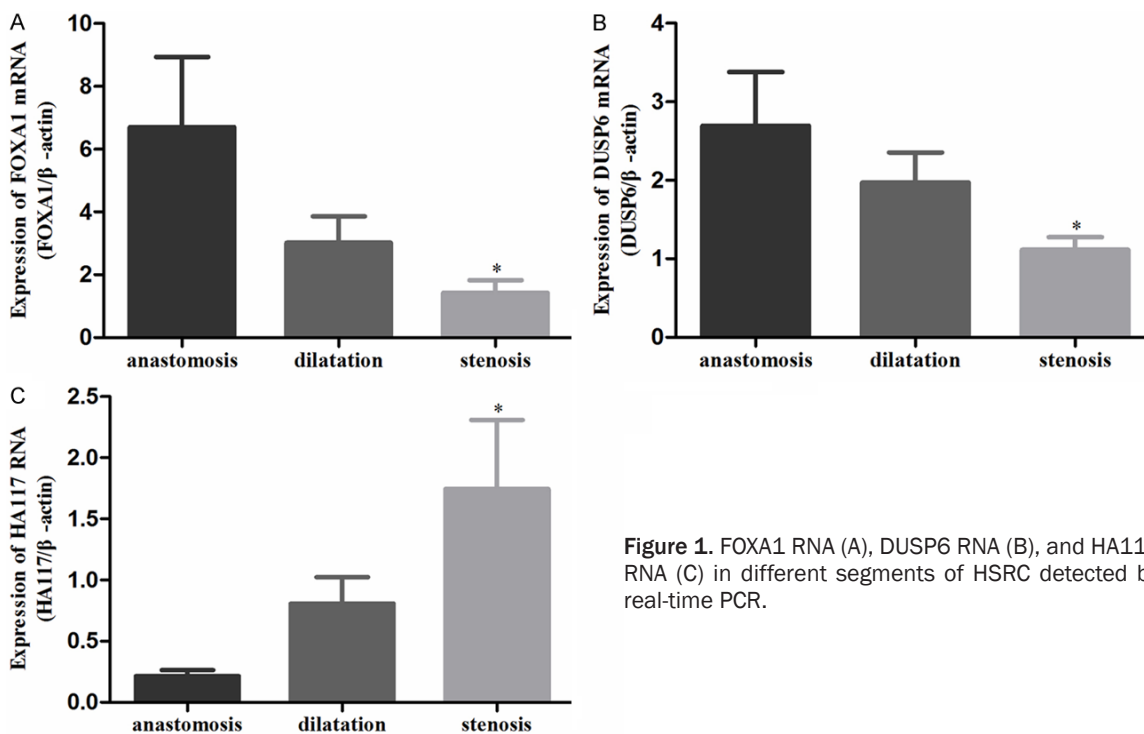 A
Expression of FOXA1 mRNA
(FOXA1/β -actin)
10
8
6
4
2
0
*
anastomosis dilatation stenosis
B
Expression of DUSP6 mRNA
(DUSP6/β -actin)
4
3
2
1
0
*
anastomosis dilatation stenosis
C
Expression of HA117 RNA
(HA117/β -actin)
2.5
2.0
1.5
1.0
0.5
0.0
*
anastomosis dilatation stenosis
Figure 1. FOXA1 RNA (A), DUSP6 RNA (B), and HA11
RNA (C) in different segments of HSRC detected b
real-time PCR.